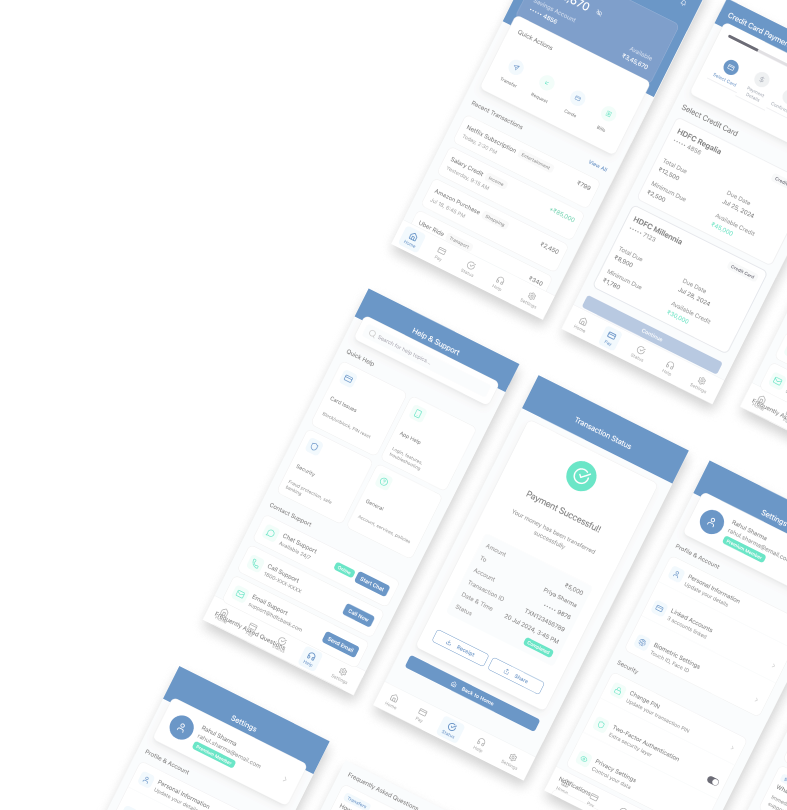 Savings Account
••••• 4856
Available
₹3,45,670
Quick Actions
Transfer
Request
Cards
Bills
Recent Transactions
View All
Netflix Subscription Entertainment
Today, 2:30 PM
₹799
Salary Credit Income
Yesterday, 9:15 AM
+₹85,000
Amazon Purchase Shopping
Jul 18, 5:45 PM
₹2,450
Uber Ride Transport
₹340
Home
Pay
Status
Help
Settings
Credit Card Payment
Select Card
Payment
Details
Select Credit Card
HDFC Regalia
••••• 4856
Total Due
₹12,500
Due Date
Jul 25, 2024
Minimum Due
₹2,500
Available Credit
₹45,000
HDFC Millennia
••••• 7123
Credit Card
Total Due
₹8,900
Due Date
Jul 28, 2024
Minimum Due
₹1,780
Available Credit
₹30,000
Continue
Home
Pay
Status
Help
Settings
Help & Support
Search for help topics...
Quick Help
Card Issues
Block/unblock, PIN reset
App Help
Login, features,
troubleshooting
Security
Fraud protection, safe
banking
General
Account, services, policies
Contact Support
Chat Support
Available 24/7
Online
Start Chat
Call Support
1800-XXX-XXXX
Call Now
Email Support
support@hdfcbank.com
Send Email
Frequently Asked Questions
Help
Settings
Transaction Status
Payment Successful!
Your money has been transferred
successfully
Amount
₹5,000
To
Priya Sharma
Account
••••• 9876
Transaction ID
TXN123456789
Date & Time
20 Jul 2024, 3:45 PM
Status
Completed
Receipt
Share
Back to Home
Home
Pay
Status
Help
Settings
Settings
Rahul Sharma
rahul.sharma@email.com
Premium Member
Profile & Account
Personal Information
Update your details
Linked Accounts
3 accounts linked
Biometric Settings
Touch ID, Face ID
Security
Change PIN
Update your transaction PIN
Two-Factor Authentication
Extra security layer
Privacy Settings
Control your data
Notifications
Settings
Rahul Sharma
rahul.sharma@email.com
Premium Member
Profile & Account
Personal Information
Update your details
Frequently Asked Questions
Transfers